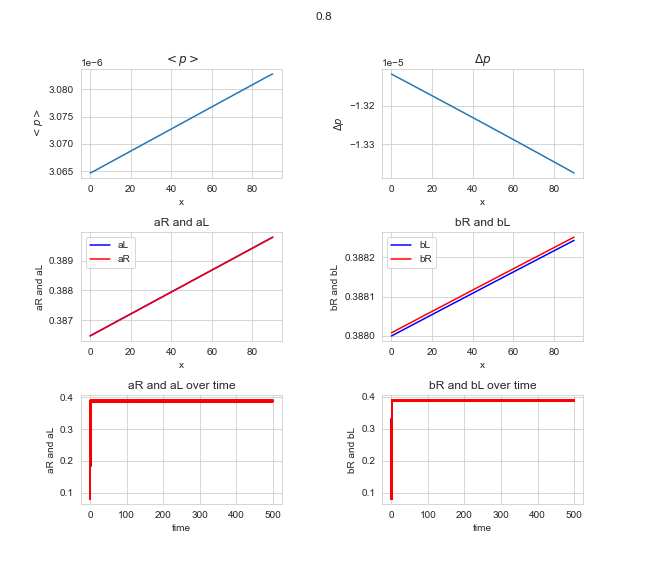 0.8
<p>
Δp
1e−6
1e−5
3.080
3.075
3.070
3.065
<p>
0 20 40 60 80
x
−1.32
−1.33
Δp
0 20 40 60 80
x
aR and aL
bR and bL
aL
aR
0.389
0.388
0.387
aR and aL
0 20 40 60 80
x
bL
bR
0.3882
0.3881
0.3880
bR and bL
0 20 40 60 80
x
aR and aL over time
bR and bL over time
0.4
0.3
0.2
0.1
aR and aL
0 100 200 300 400 500
time
0.4
0.3
0.2
0.1
bR and bL
0 100 200 300 400 500
time